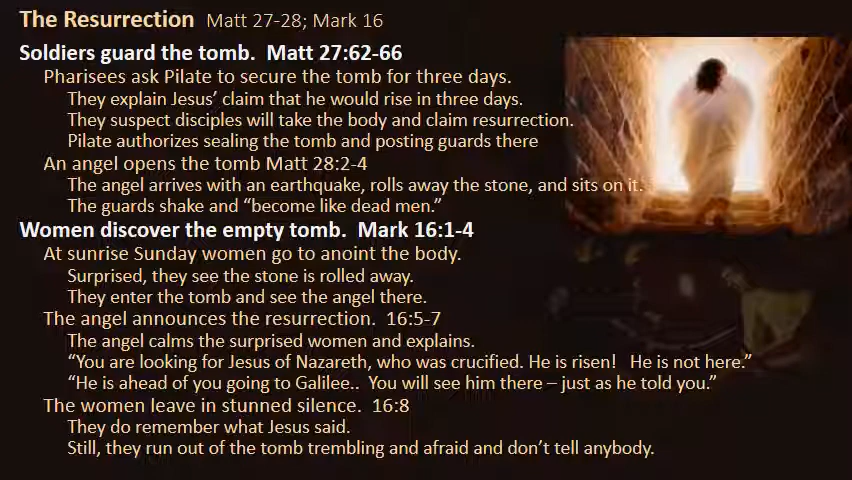 The Resurrection Matt 27-28; Mark 16
Soldiers guard the tomb. Matt 27:62-66
Pharisees ask Pilate to secure the tomb for three days.
They explain Jesus’ claim that he would rise in three days.
They suspect disciples will take the body and claim resurrection.
Pilate authorizes sealing the tomb and posting guards there
An angel opens the tomb Matt 28:2-4
The angel arrives with an earthquake, rolls away the stone, and sits on it.
The guards shake and “become like dead men.”
Women discover the empty tomb. Mark 16:1-4
At sunrise Sunday women go to anoint the body.
Surprised, they see the stone is rolled away.
They enter the tomb and see the angel there.
The angel announces the resurrection. 16:5-7
The angel calms the surprised women and explains.
“You are looking for Jesus of Nazareth, who was crucified. He is risen! He is not here.”
“He is ahead of you going to Galilee.. You will see him there – just as he told you.”
The women leave in stunned silence. 16:8
They do remember what Jesus said.
Still, they run out of the tomb trembling and afraid and don’t tell anybody.